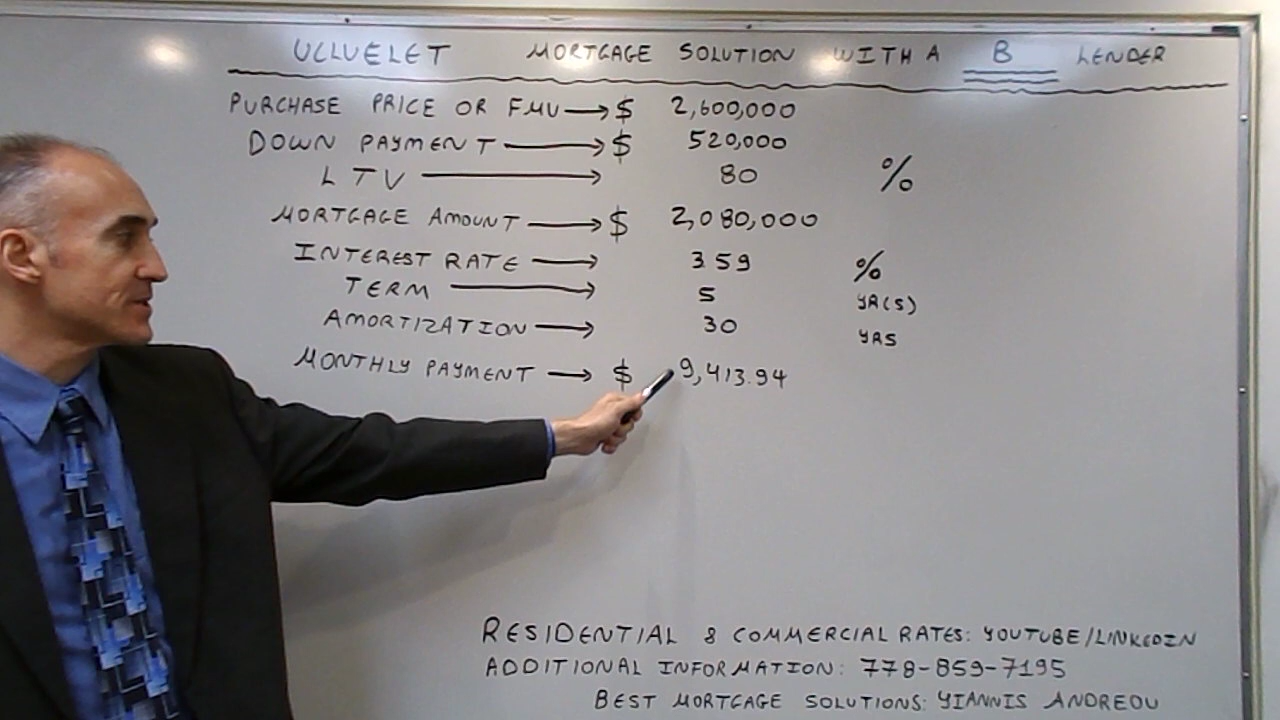 UCLUELET MORTGAGE SOLUTION WITH A B LENDER
PURCHASE PRICE OR FMV → $ 2,600,000
DOWN PAYMENT → $ 520,000
LTV → 80 %
MORTGAGE AMOUNT → $ 2,080,000
INTEREST RATE → 3.59 %
TERM → 5 YR(S)
AMORTIZATION → 30 YRS
MONTHLY PAYMENT → $ 9,413.94
RESIDENTIAL & COMMERCIAL RATES: YOUTUBE/LINKEDIN
ADDITIONAL INFORMATION: 778-859-7195
BEST MORTGAGE SOLUTIONS: YIANNIS ANDREOU